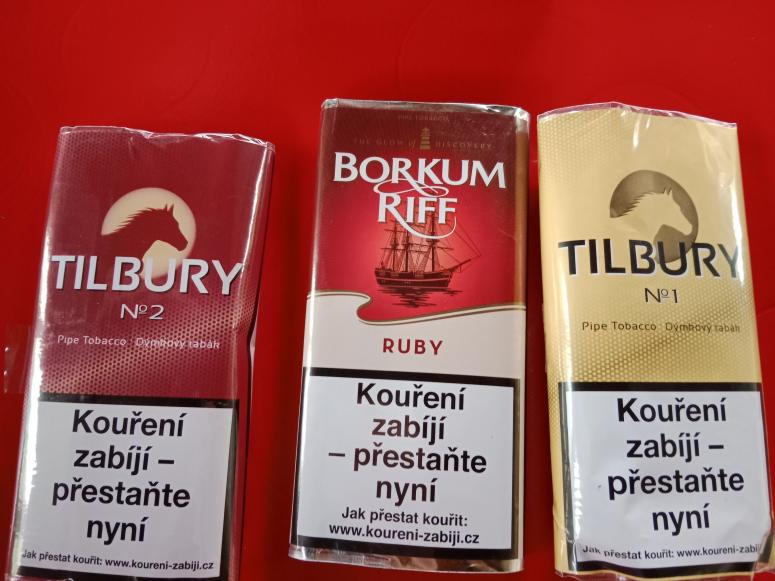 TILBURY
Nº2
Pipe Tobacco Dýmkový tabák
Kouření
zabíjí –
přestaňte
nyní
Jak přestat kouřit: www.koureni-zabiji.cz
PIPE TOBACCO
THE GLOW of DISCOVERY
BORKUM
RIFF
RUBY
Kouření
zabíjí
– přestaňte
nyní
Jak přestat kouřit:
www.koureni-zabiji.cz
TILBURY
Nº1
Pipe Tobacco Dýmkový tabák
Kouření
zabíjí –
přestaňte
nyní
Jak přestat kouřit: www.koureni-zabiji.cz